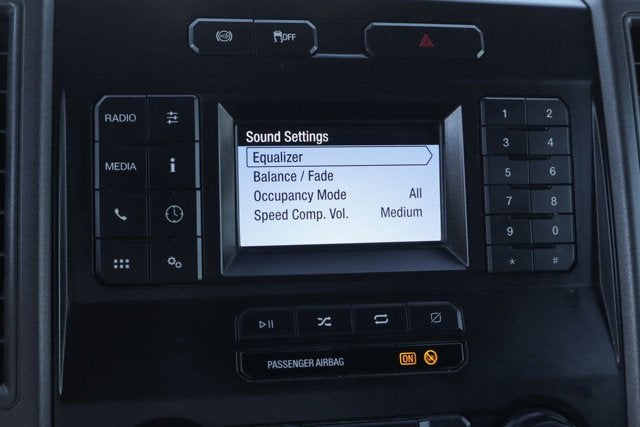 OFF
RADIO
MEDIA
i
Sound Settings
Equalizer
Balance / Fade
Occupancy Mode All
Speed Comp. Vol. Medium
1 2
3 4
5 6
7 8
9 0
* #
PASSENGER AIRBAG ON